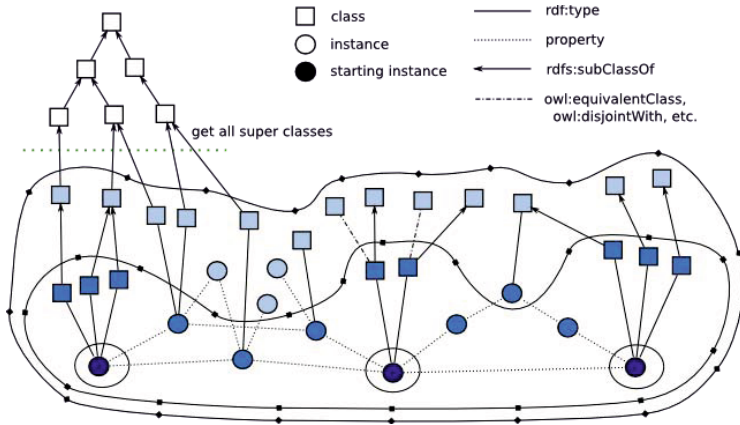 class
instance
starting instance
rdf:type
property
rdfs:subClassOf
owl:equivalentClass,
owl:disjointWith, etc.
get all super classes